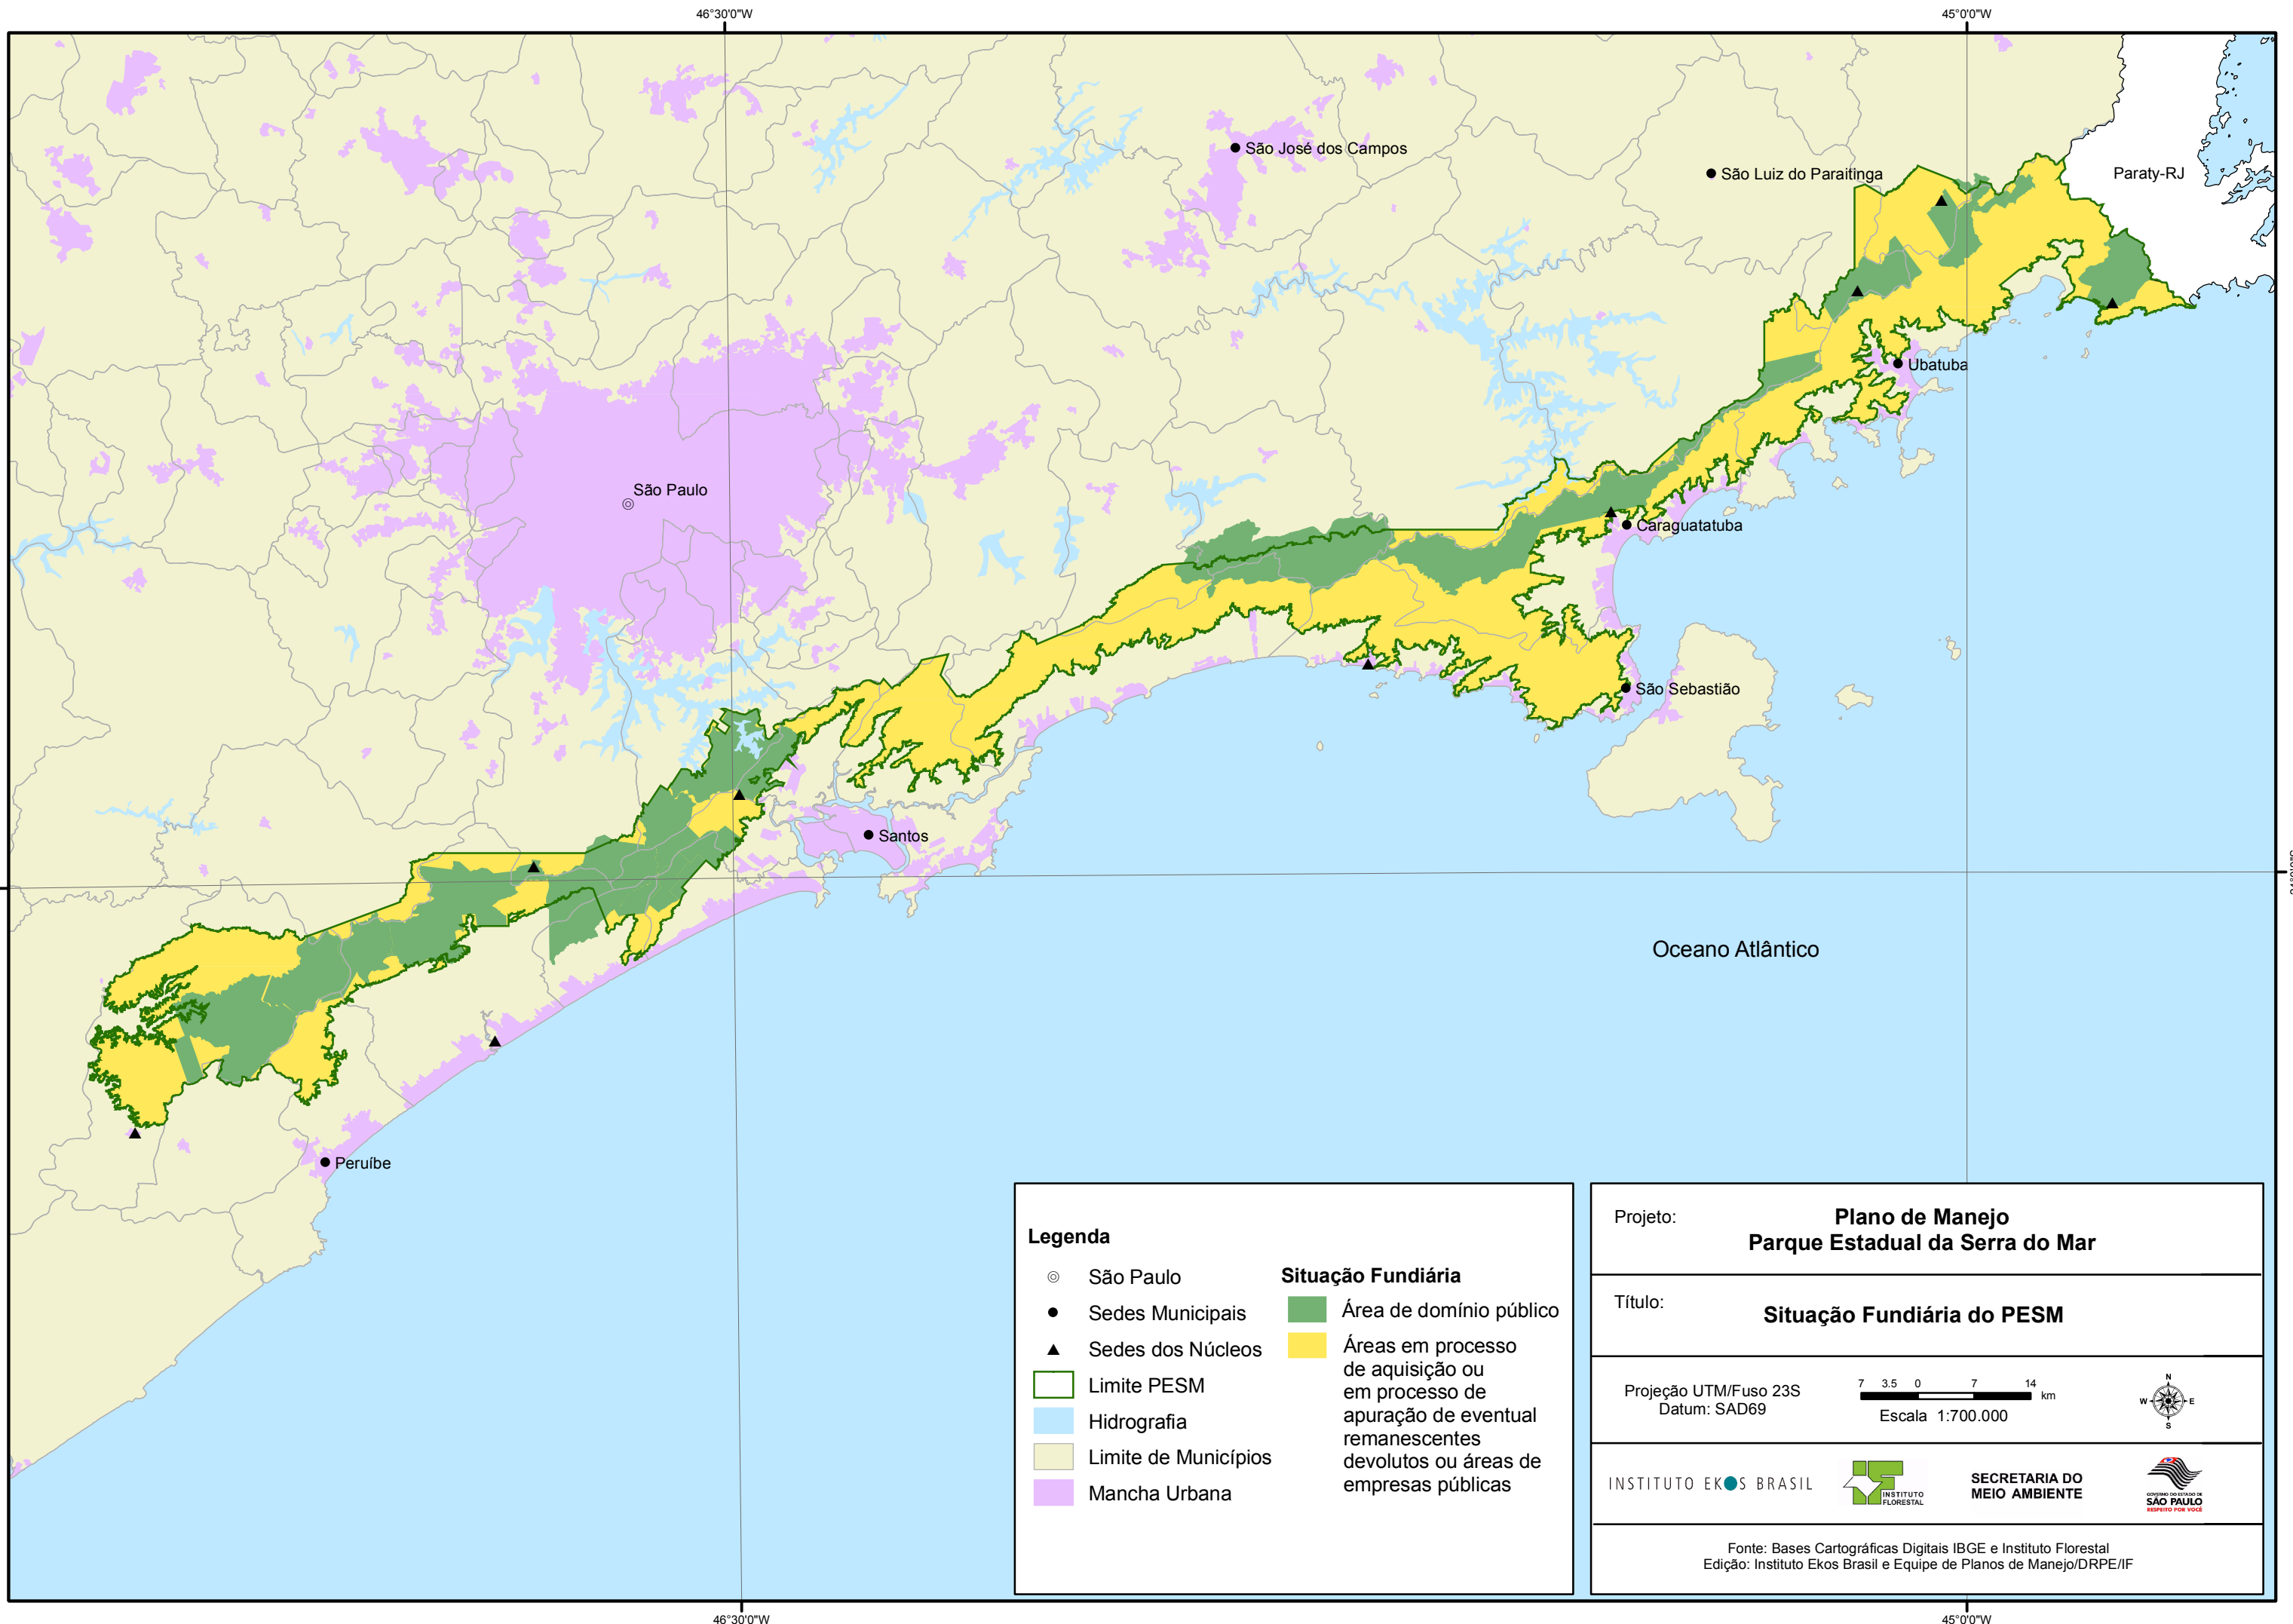 46°30'0"W
45°0'0"W
São José dos Campos
São Luiz do Paraitinga
Paraty-RJ
Ubatuba
São Paulo
Caraguatatuba
São Sebastião
Santos
Oceano Atlântico
Peruíbe
Legenda
São Paulo
Sedes Municipais
Sedes dos Núcleos
Limite PESM
Hidrografia
Limite de Municípios
Mancha Urbana
Situação Fundiária
Área de domínio público
Áreas em processo
de aquisição ou
em processo de
apuração de eventual
remanescentes
devolutos ou áreas de
empresas públicas
Projeto:
Plano de Manejo
Parque Estadual da Serra do Mar
Título:
Situação Fundiária do PESM
Projeção UTM/Fuso 23S
Datum: SAD69
7 3.5 0 7 14
km
Escala 1:700.000
N
W E
S
INSTITUTO EKOS BRASIL
INSTITUTO
FLORESTAL
SECRETARIA DO
MEIO AMBIENTE
GOVERNO DO ESTADO DE
SÃO PAULO
RESPEITO POR VOCÊ
Fonte: Bases Cartográficas Digitais IBGE e Instituto Florestal
Edição: Instituto Ekos Brasil e Equipe de Planos de Manejo/DRPE/IF
46°30'0"W
45°0'0"W